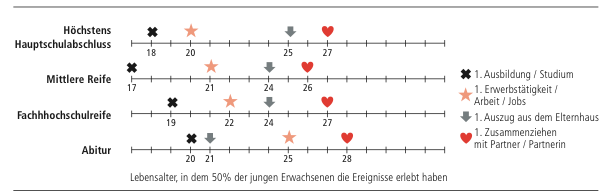 Höchstens
Hauptschulabschluss
18 20 25 27
Mittlere Reife
17 21 24 26
Fachhochschulreife
19 22 24 27
Abitur
20 21 25 28
1. Ausbildung / Studium
1. Erwerbstätigkeit /
Arbeit / Jobs
1. Auszug aus dem Elternhaus
1. Zusammenziehen
mit Partner / Partnerin
Lebensalter, in dem 50% der jungen Erwachsenen die Ereignisse erlebt haben